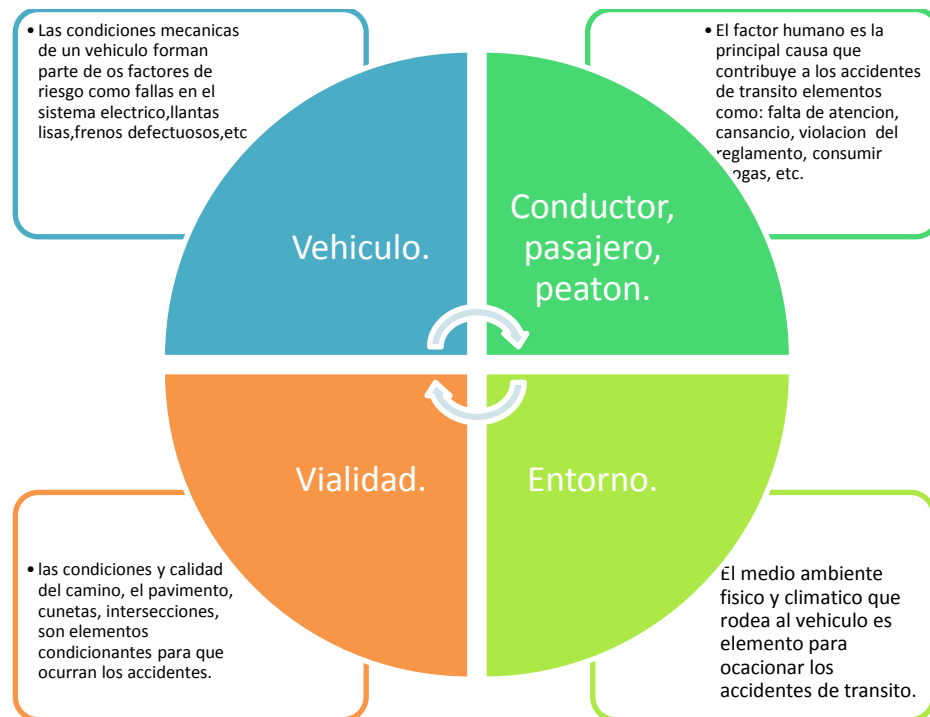 • Las condiciones mecanicas
de un vehiculo forman
parte de os factores de
riesgo como fallas en el
sistema electrico,llantas
lisas,frenos defectuosos,etc
• El factor humano es la
principal causa que
contribuye a los accidentes
de transito elementos
como: falta de atencion,
cansancio, violacion del
reglamento, consumir
ogas, etc.
Vehiculo.
Conductor,
pasajero,
peaton.
Vialidad.
Entorno.
• las condiciones y calidad
del camino, el pavimento,
cunetas, intersecciones,
son elementos
condicionantes para que
ocurran los accidentes.
El medio ambiente
fisico y climatico que
rodea al vehiculo es
elemento para
ocacionar los
accidentes de transito.